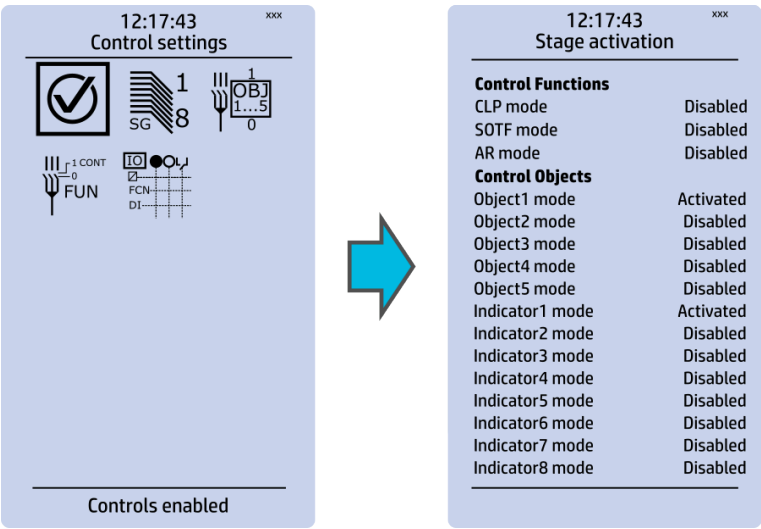 12:17:43 xxx
Control settings
1
SG 8
1
OBJ
1...5
0
1 CONT
0
FUN
IO
FCN
DI
Controls enabled
12:17:43 xxx
Stage activation
Control Functions
CLP mode Disabled
SOTF mode Disabled
AR mode Disabled
Control Objects
Object1 mode Activated
Object2 mode Disabled
Object3 mode Disabled
Object4 mode Disabled
Object5 mode Disabled
Indicator1 mode Activated
Indicator2 mode Disabled
Indicator3 mode Disabled
Indicator4 mode Disabled
Indicator5 mode Disabled
Indicator6 mode Disabled
Indicator7 mode Disabled
Indicator8 mode Disabled